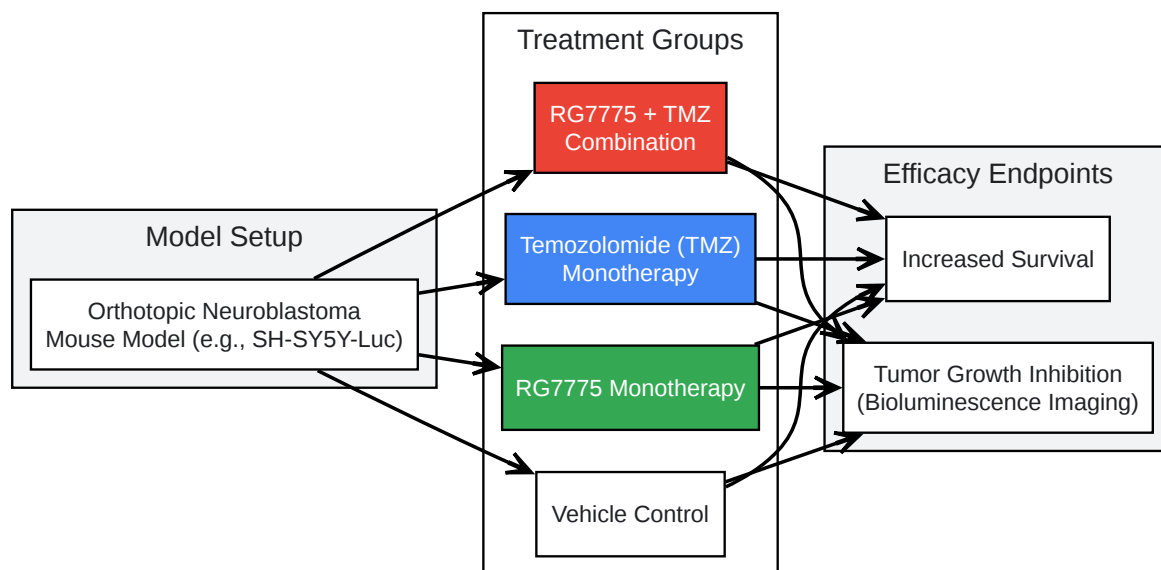 Model Setup
Orthotopic Neuroblastoma
Mouse Model (e.g., SH-SY5Y-Luc)
Treatment Groups
RG7775 + TMZ
Combination
Temozolomide (TMZ)
Monotherapy
RG7775 Monotherapy
Vehicle Control
Efficacy Endpoints
Increased Survival
Tumor Growth Inhibition
(Bioluminescence Imaging)